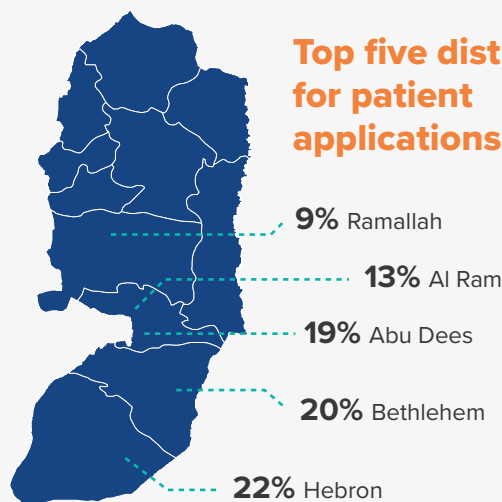 Top five dist
for patient
applications
9% Ramallah
13% Al Ram
19% Abu Dees
20% Bethlehem
22% Hebron